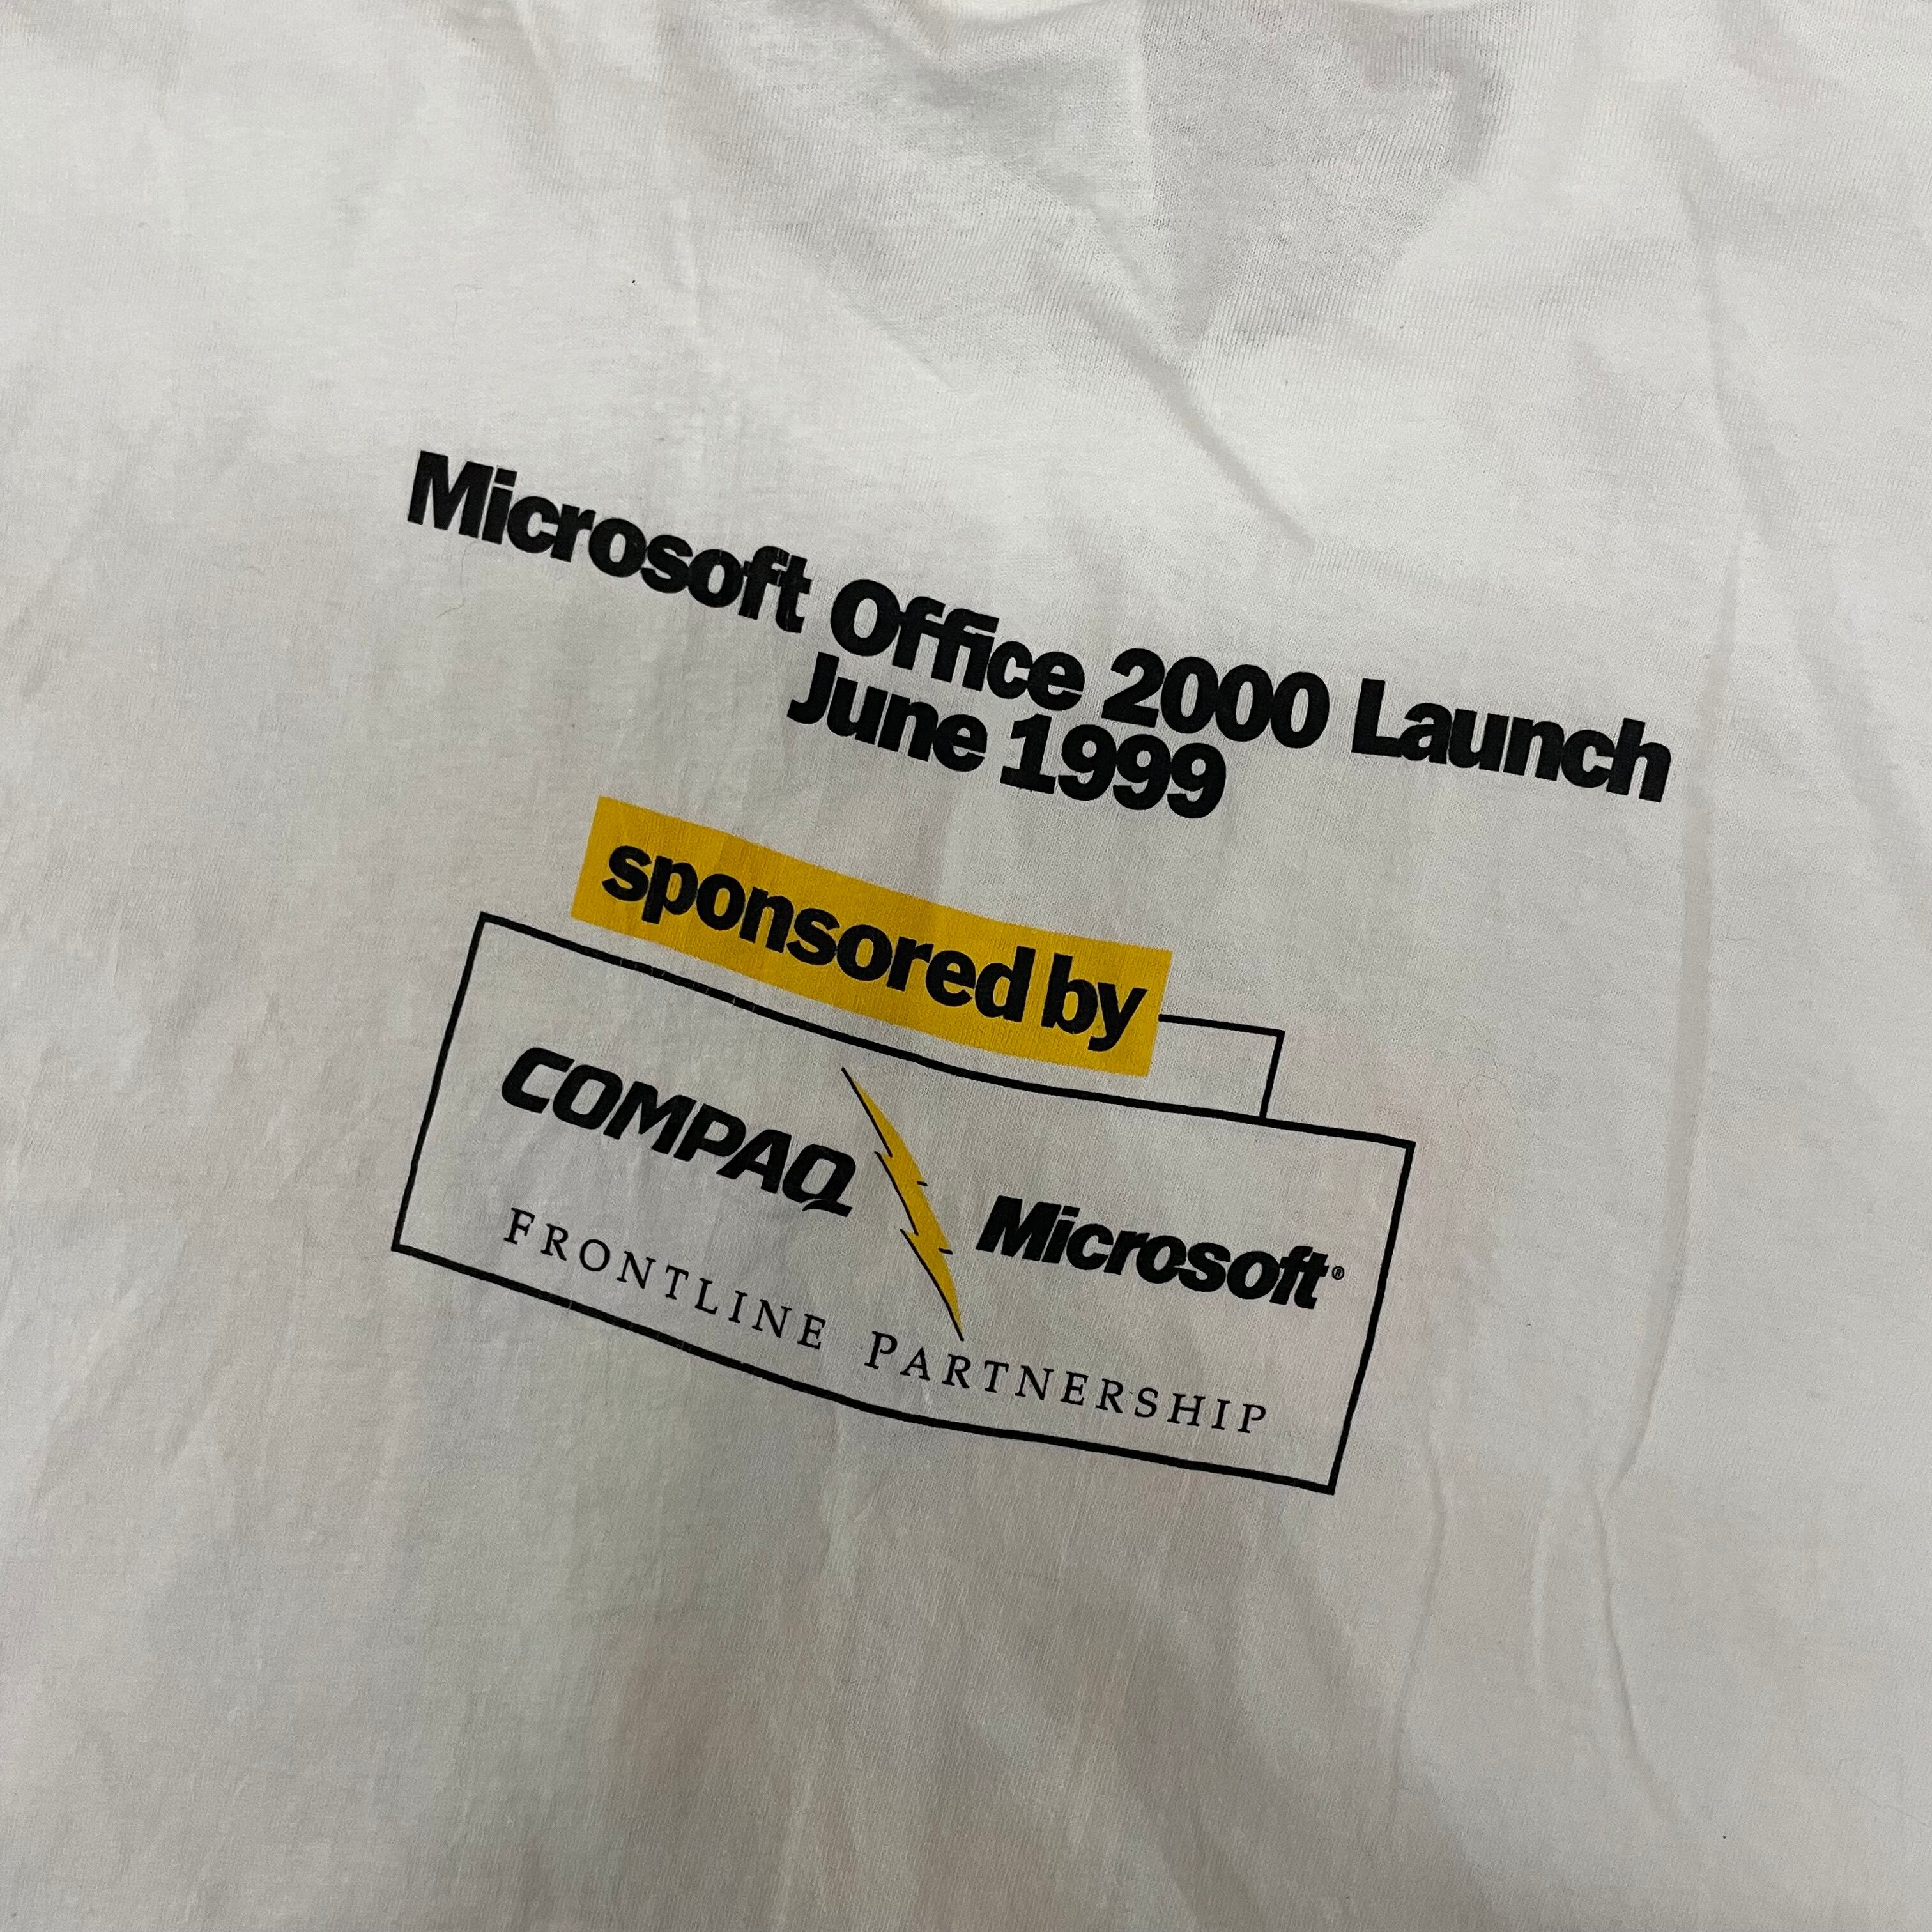 Microsoft Office 2000 Launch
June 1999
sponsored by
COMPAQ Microsoft®
FRONTLINE PARTNERSHIP